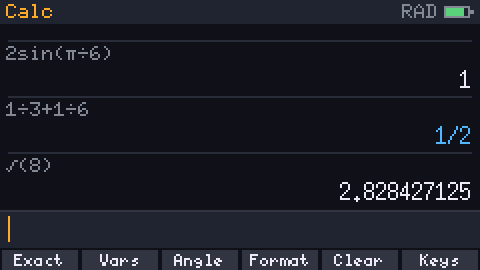 Calc RAD
2sin(π÷6)
1
1÷3+1÷6
1/2
√(8)
2.828427125
Exact Vars Angle Format Clear Keys